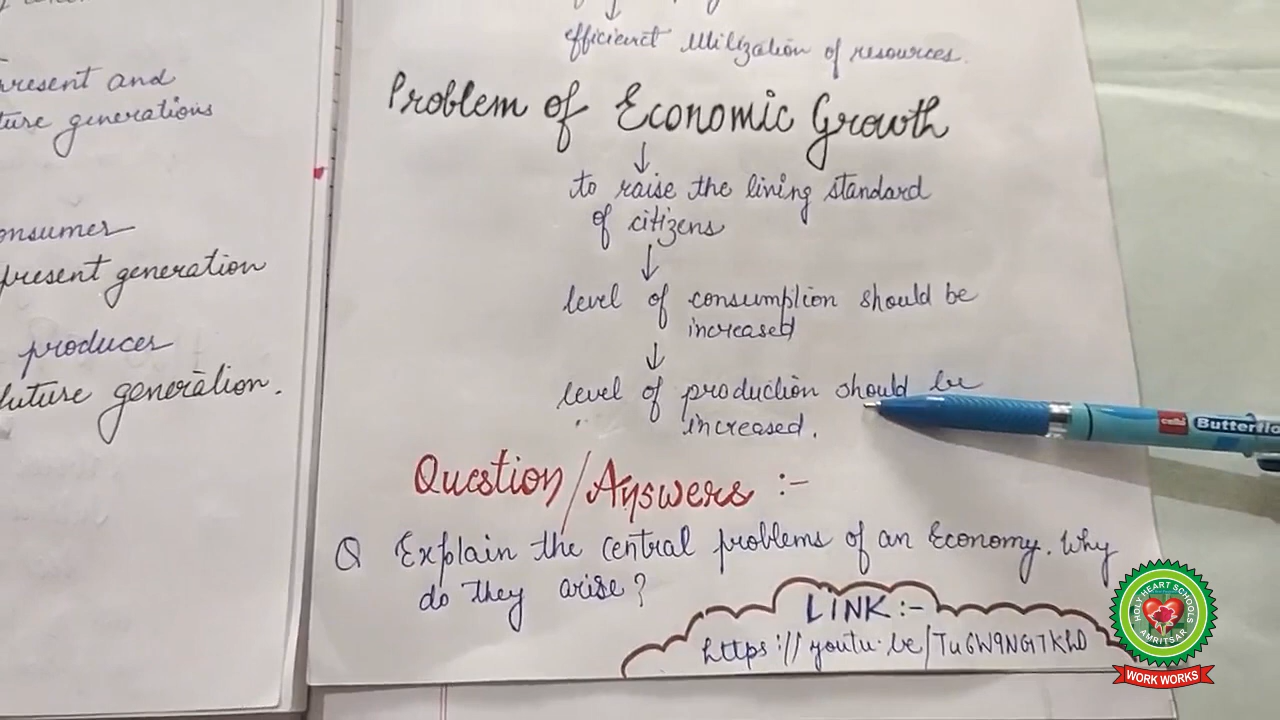 present and
future generations
consumer
present generation
producer
future generation.
efficient utilization of resources.
Problem of Economic Growth
↓
to raise the living standard
of citizens
↓
level of consumption should be
increased
↓
level of production should be
increased.
Question/Answers :-
Q Explain the central problems of an Economy. Why
do they arise?
LINK:-
https://youtu.be/
cello Butterflo
HOLY HEART SCHOOLS
AMRITSAR
WORK WORKS